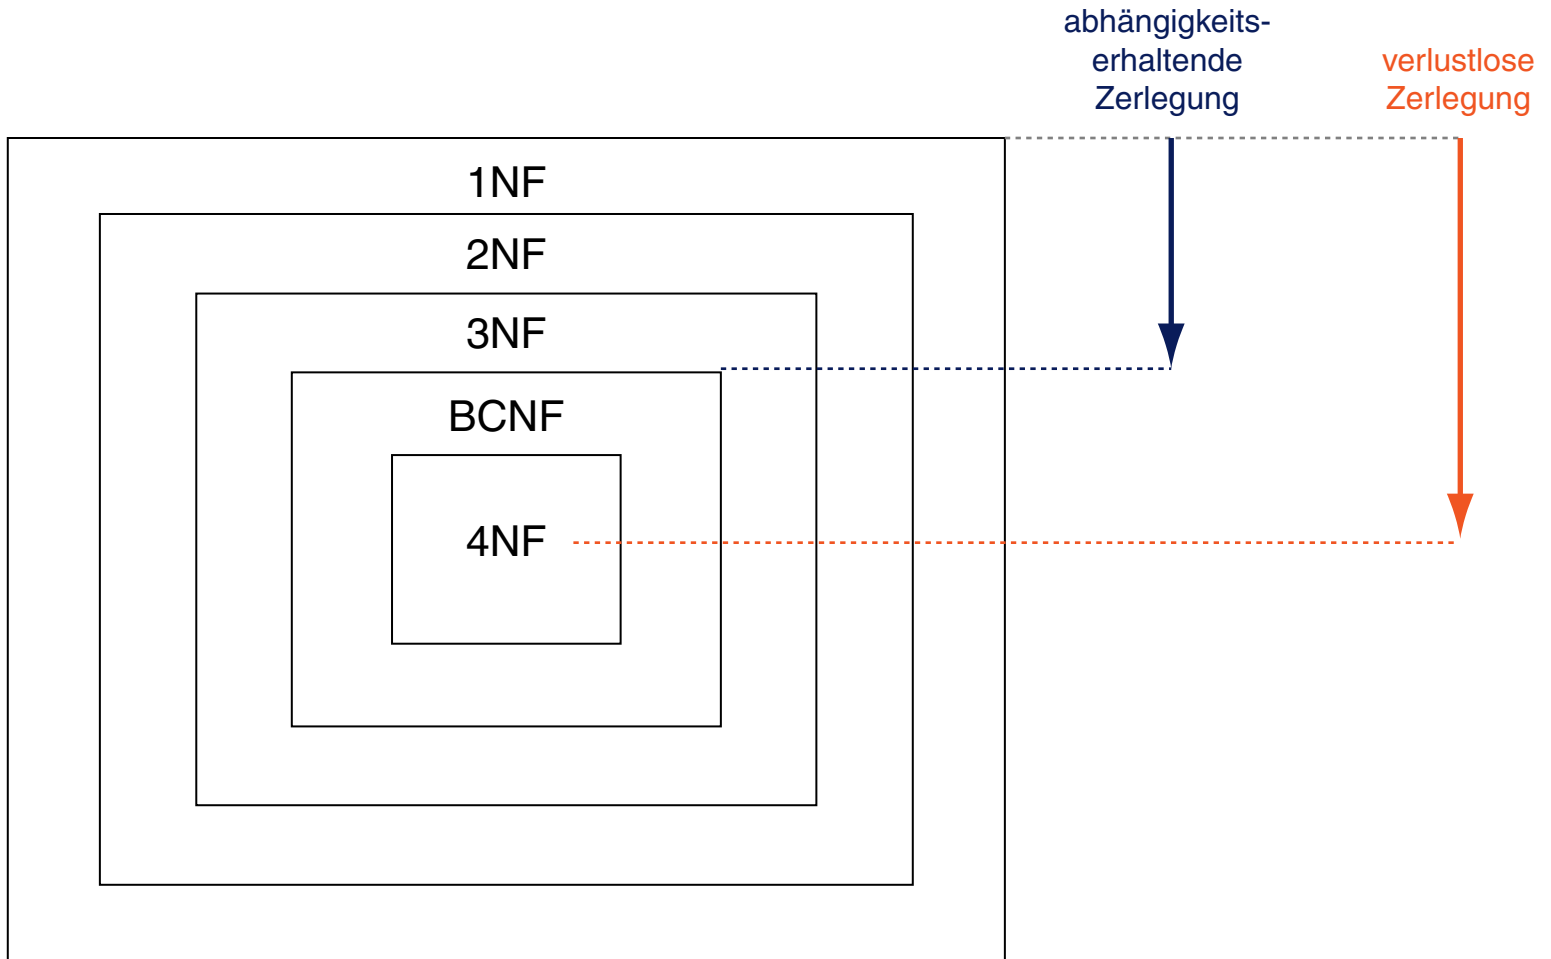 abhängigkeits-
erhaltende
Zerlegung
verlustlose
Zerlegung
1NF
2NF
3NF
BCNF
4NF